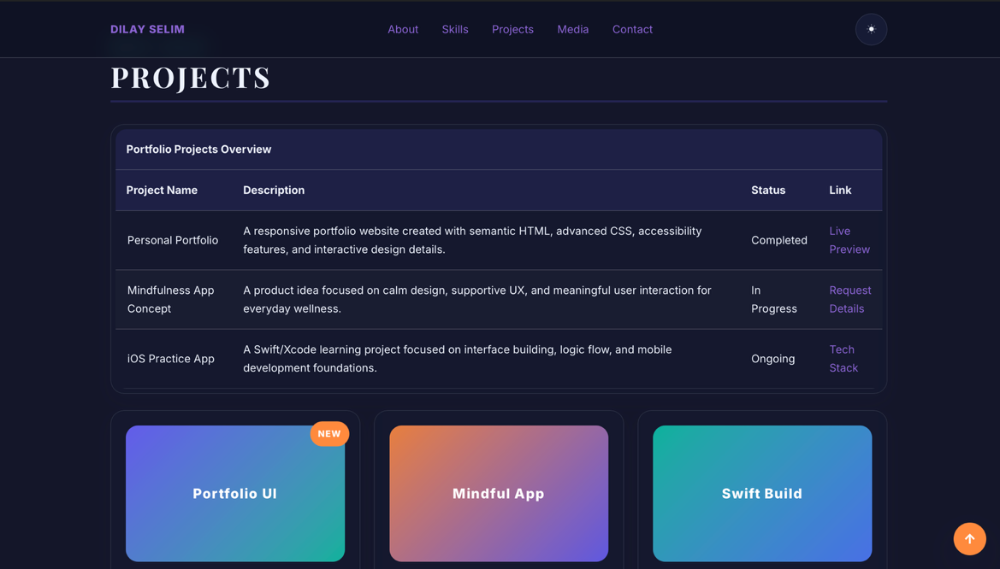 DILAY SELIM
About Skills Projects Media Contact
PROJECTS
Portfolio Projects Overview
Project Name Description Status Link
Personal Portfolio
A responsive portfolio website created with semantic HTML, advanced CSS, accessibility
features, and interactive design details.
Completed
Live
Preview
Mindfulness App
Concept
A product idea focused on calm design, supportive UX, and meaningful user interaction for
everyday wellness.
In
Progress
Request
Details
iOS Practice App
A Swift/Xcode learning project focused on interface building, logic flow, and mobile
development foundations.
Ongoing
Tech
Stack
NEW
Portfolio UI
Mindful App
Swift Build